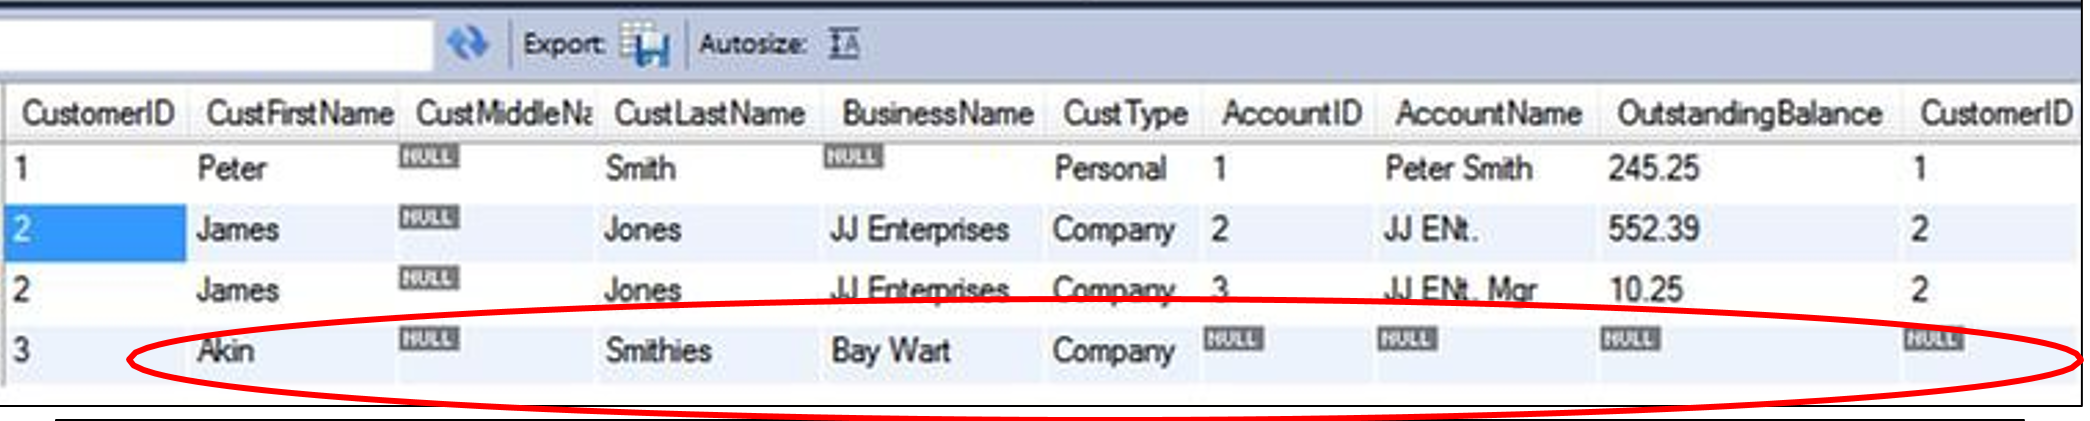 Export: Autosize:
CustomerID CustFirstName CustMiddleNa CustLastName BusinessName CustType AccountID AccountName OutstandingBalance CustomerID
1 Peter NULL Smith NULL Personal 1 Peter Smith 245.25 1
2 James NULL Jones JJ Enterprises Company 2 JJ ENt. 552.39 2
2 James NULL Jones JJ Enterprises Company 3 JJ ENt. Mgr 10.25 2
3 Akin NULL Smithies Bay Wart Company NULL NULL NULL NULL